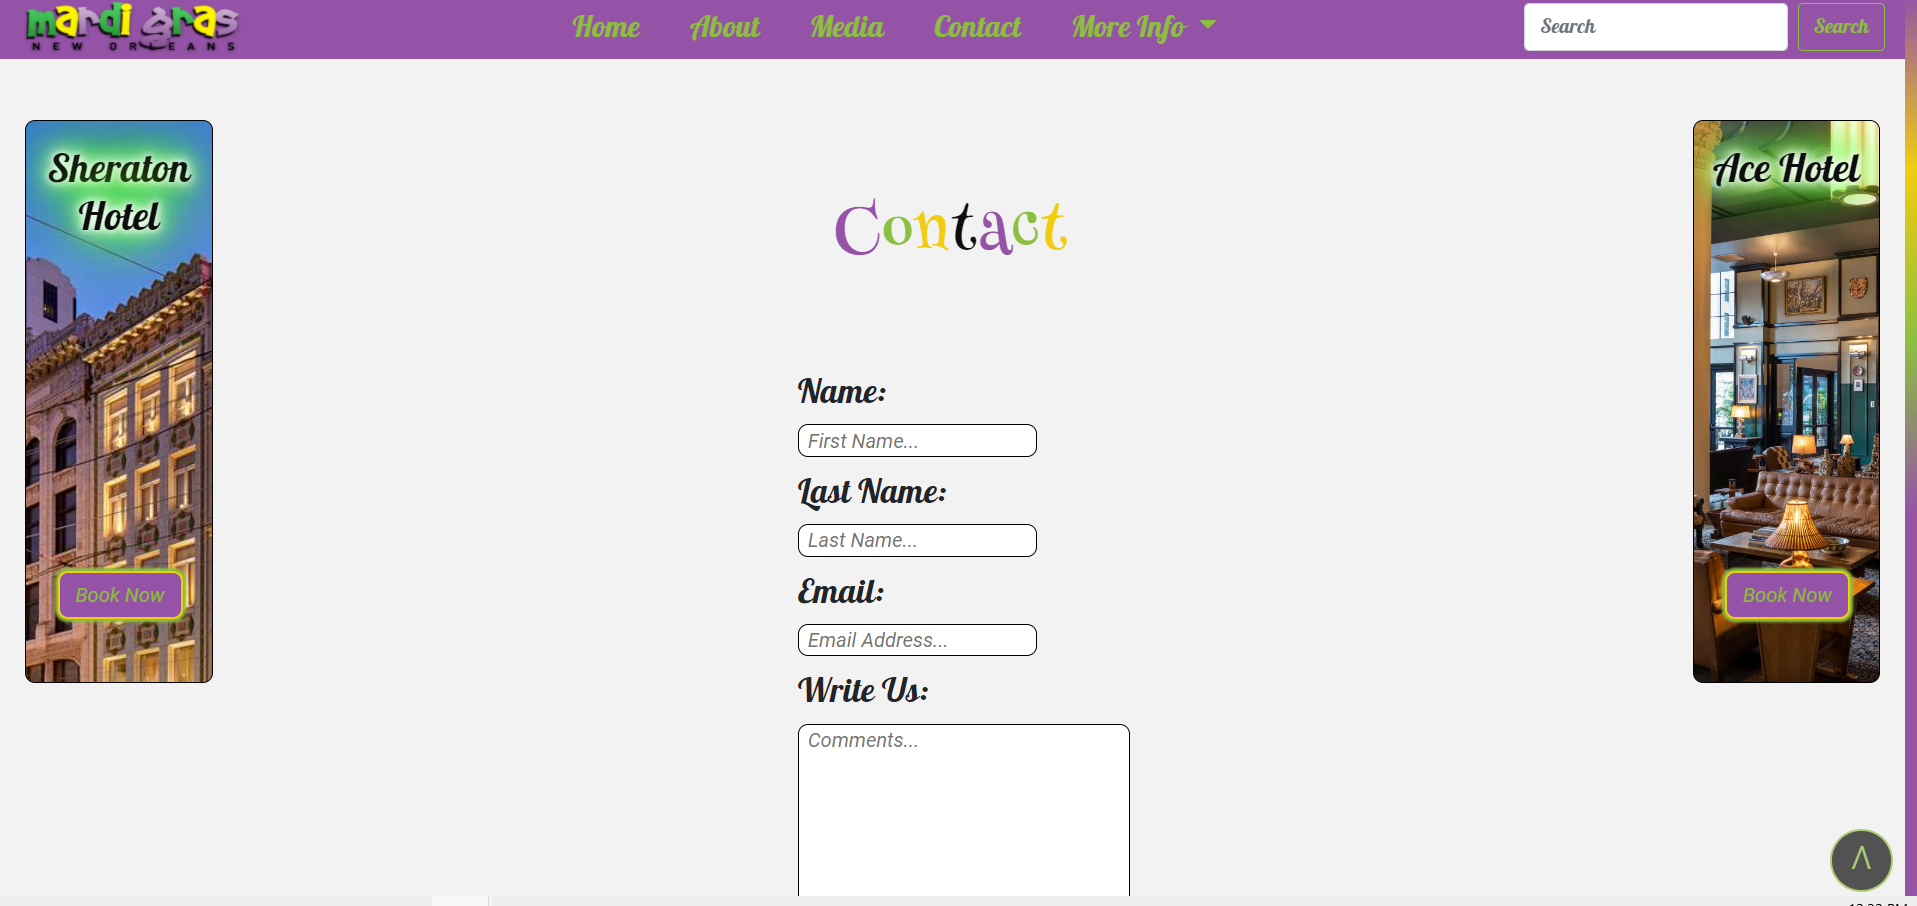 mardi gras
NEW ORLEANS
Home
About
Media
Contact
More Info
Search
Search
Sheraton
Hotel
Book Now
Contact
Name:
First Name...
Last Name:
Last Name...
Email:
Email Address...
Write Us:
Comments...
Ace Hotel
Book Now
Λ